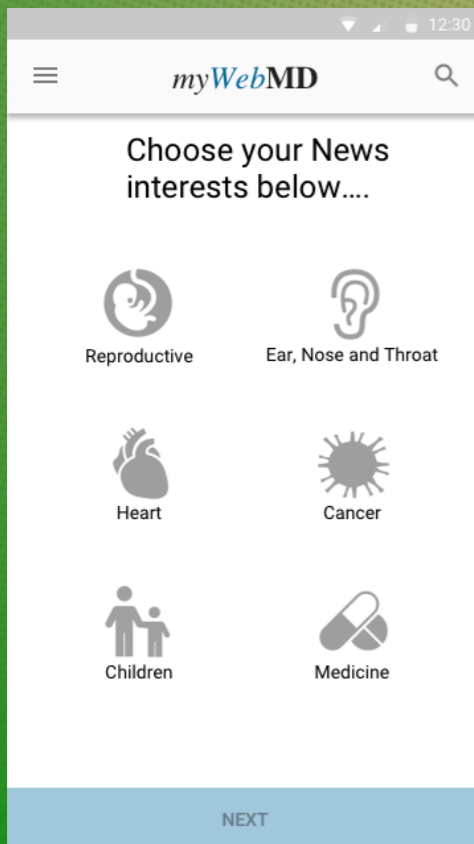 12:30
myWebMD
Choose your News
interests below....
Reproductive
Ear, Nose and Throat
Heart
Cancer
Children
Medicine
NEXT